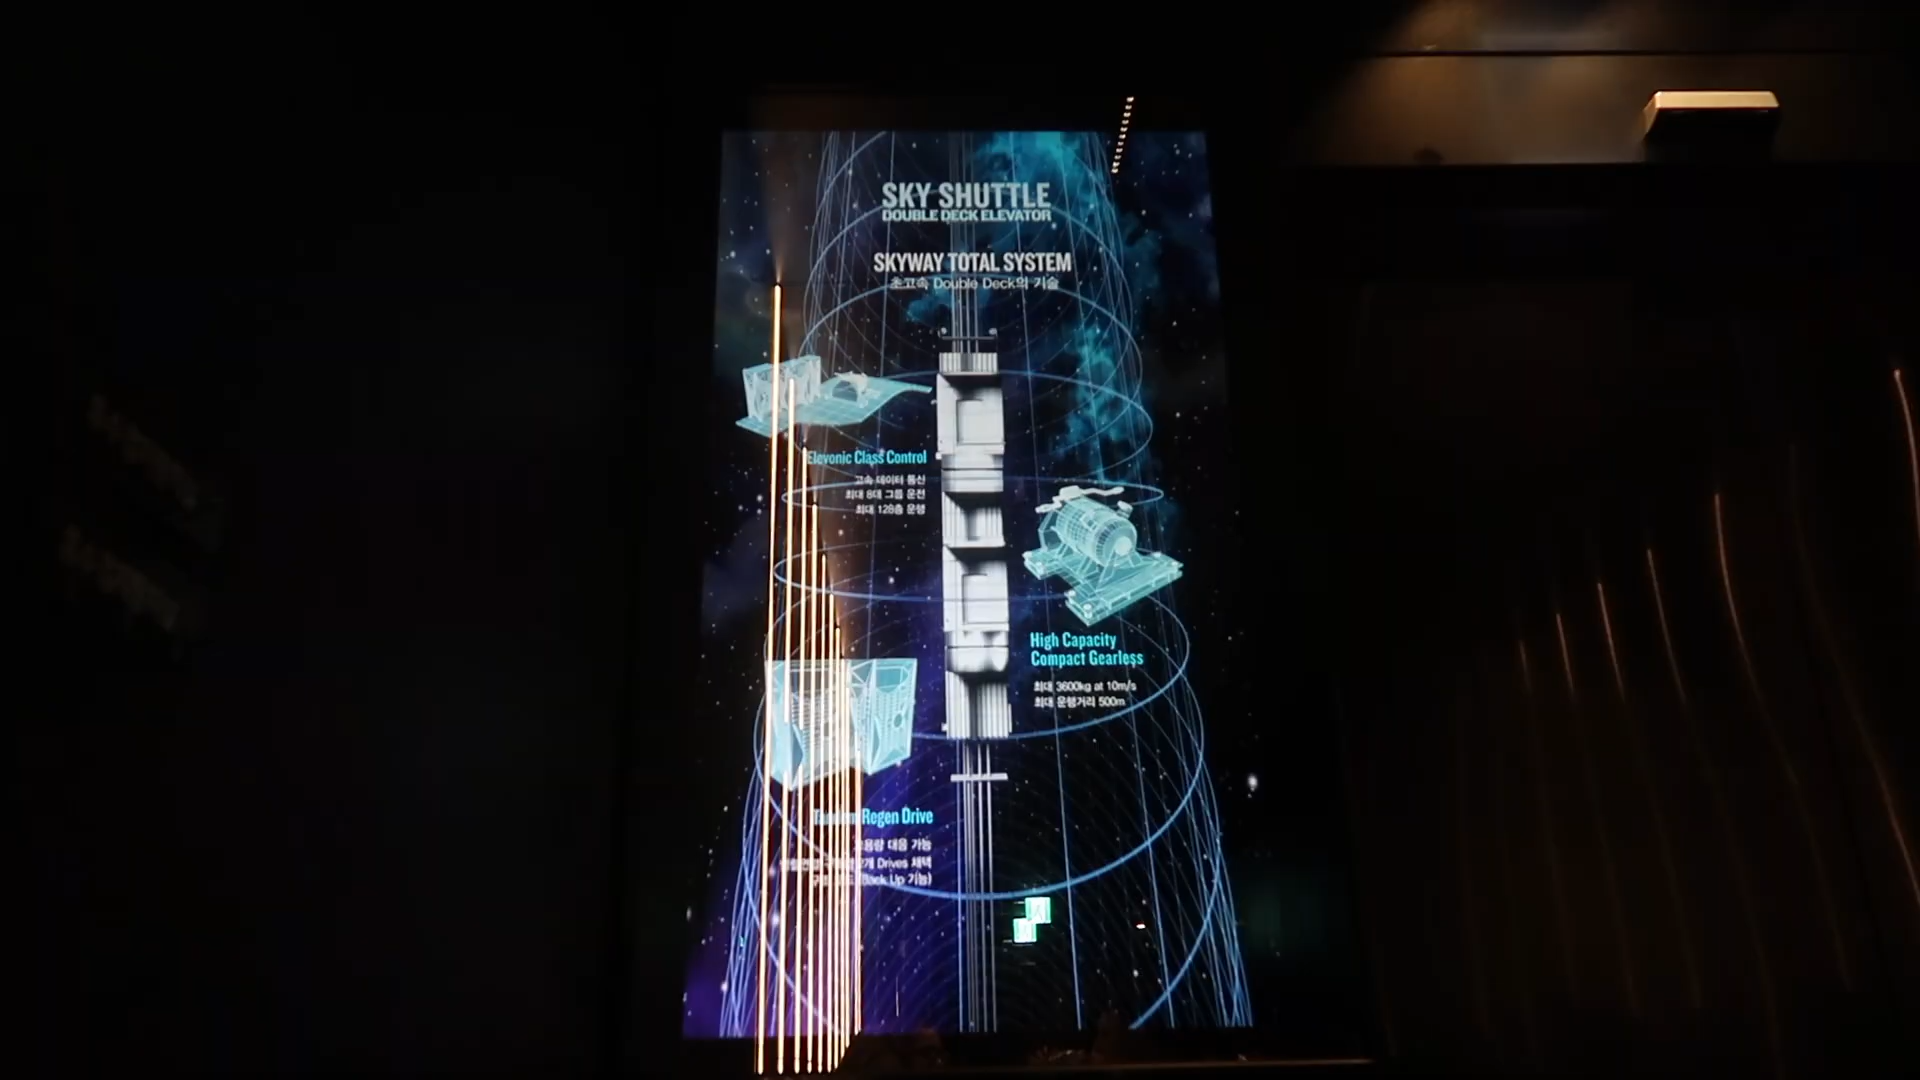 SKY SHUTTLE
DOUBLE DECK ELEVATOR
SKYWAY TOTAL SYSTEM
초고속 Double Deck의 기술
Elevonic Class Control
고속 데이터 통신
최대 8대 그룹 운전
최대 128층 운행
High Capacity
Compact Gearless
최대 3600kg at 10m/s
최대 운행거리 500m
Regen Drive
대응 가능
2개 Drives 채택
Back Up 기능)